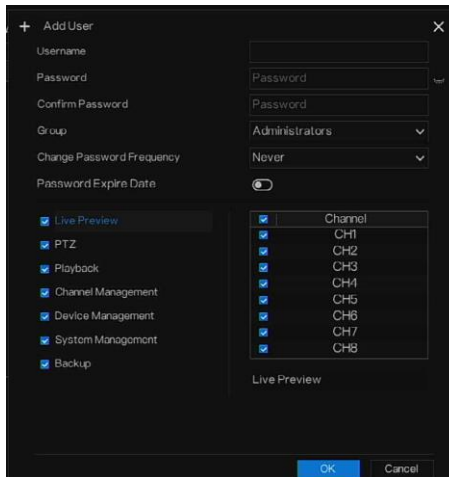 Add User
Username
Password Password
Confirm Password Password
Group Administrators
Change Password Frequency Never
Password Expire Date
Live Preview
PTZ
Playback
Channel Management
Device Management
System Management
Backup
Channel
CH1
CH2
CH3
CH4
CH5
CH6
CH7
CH8
Live Preview
OK Cancel